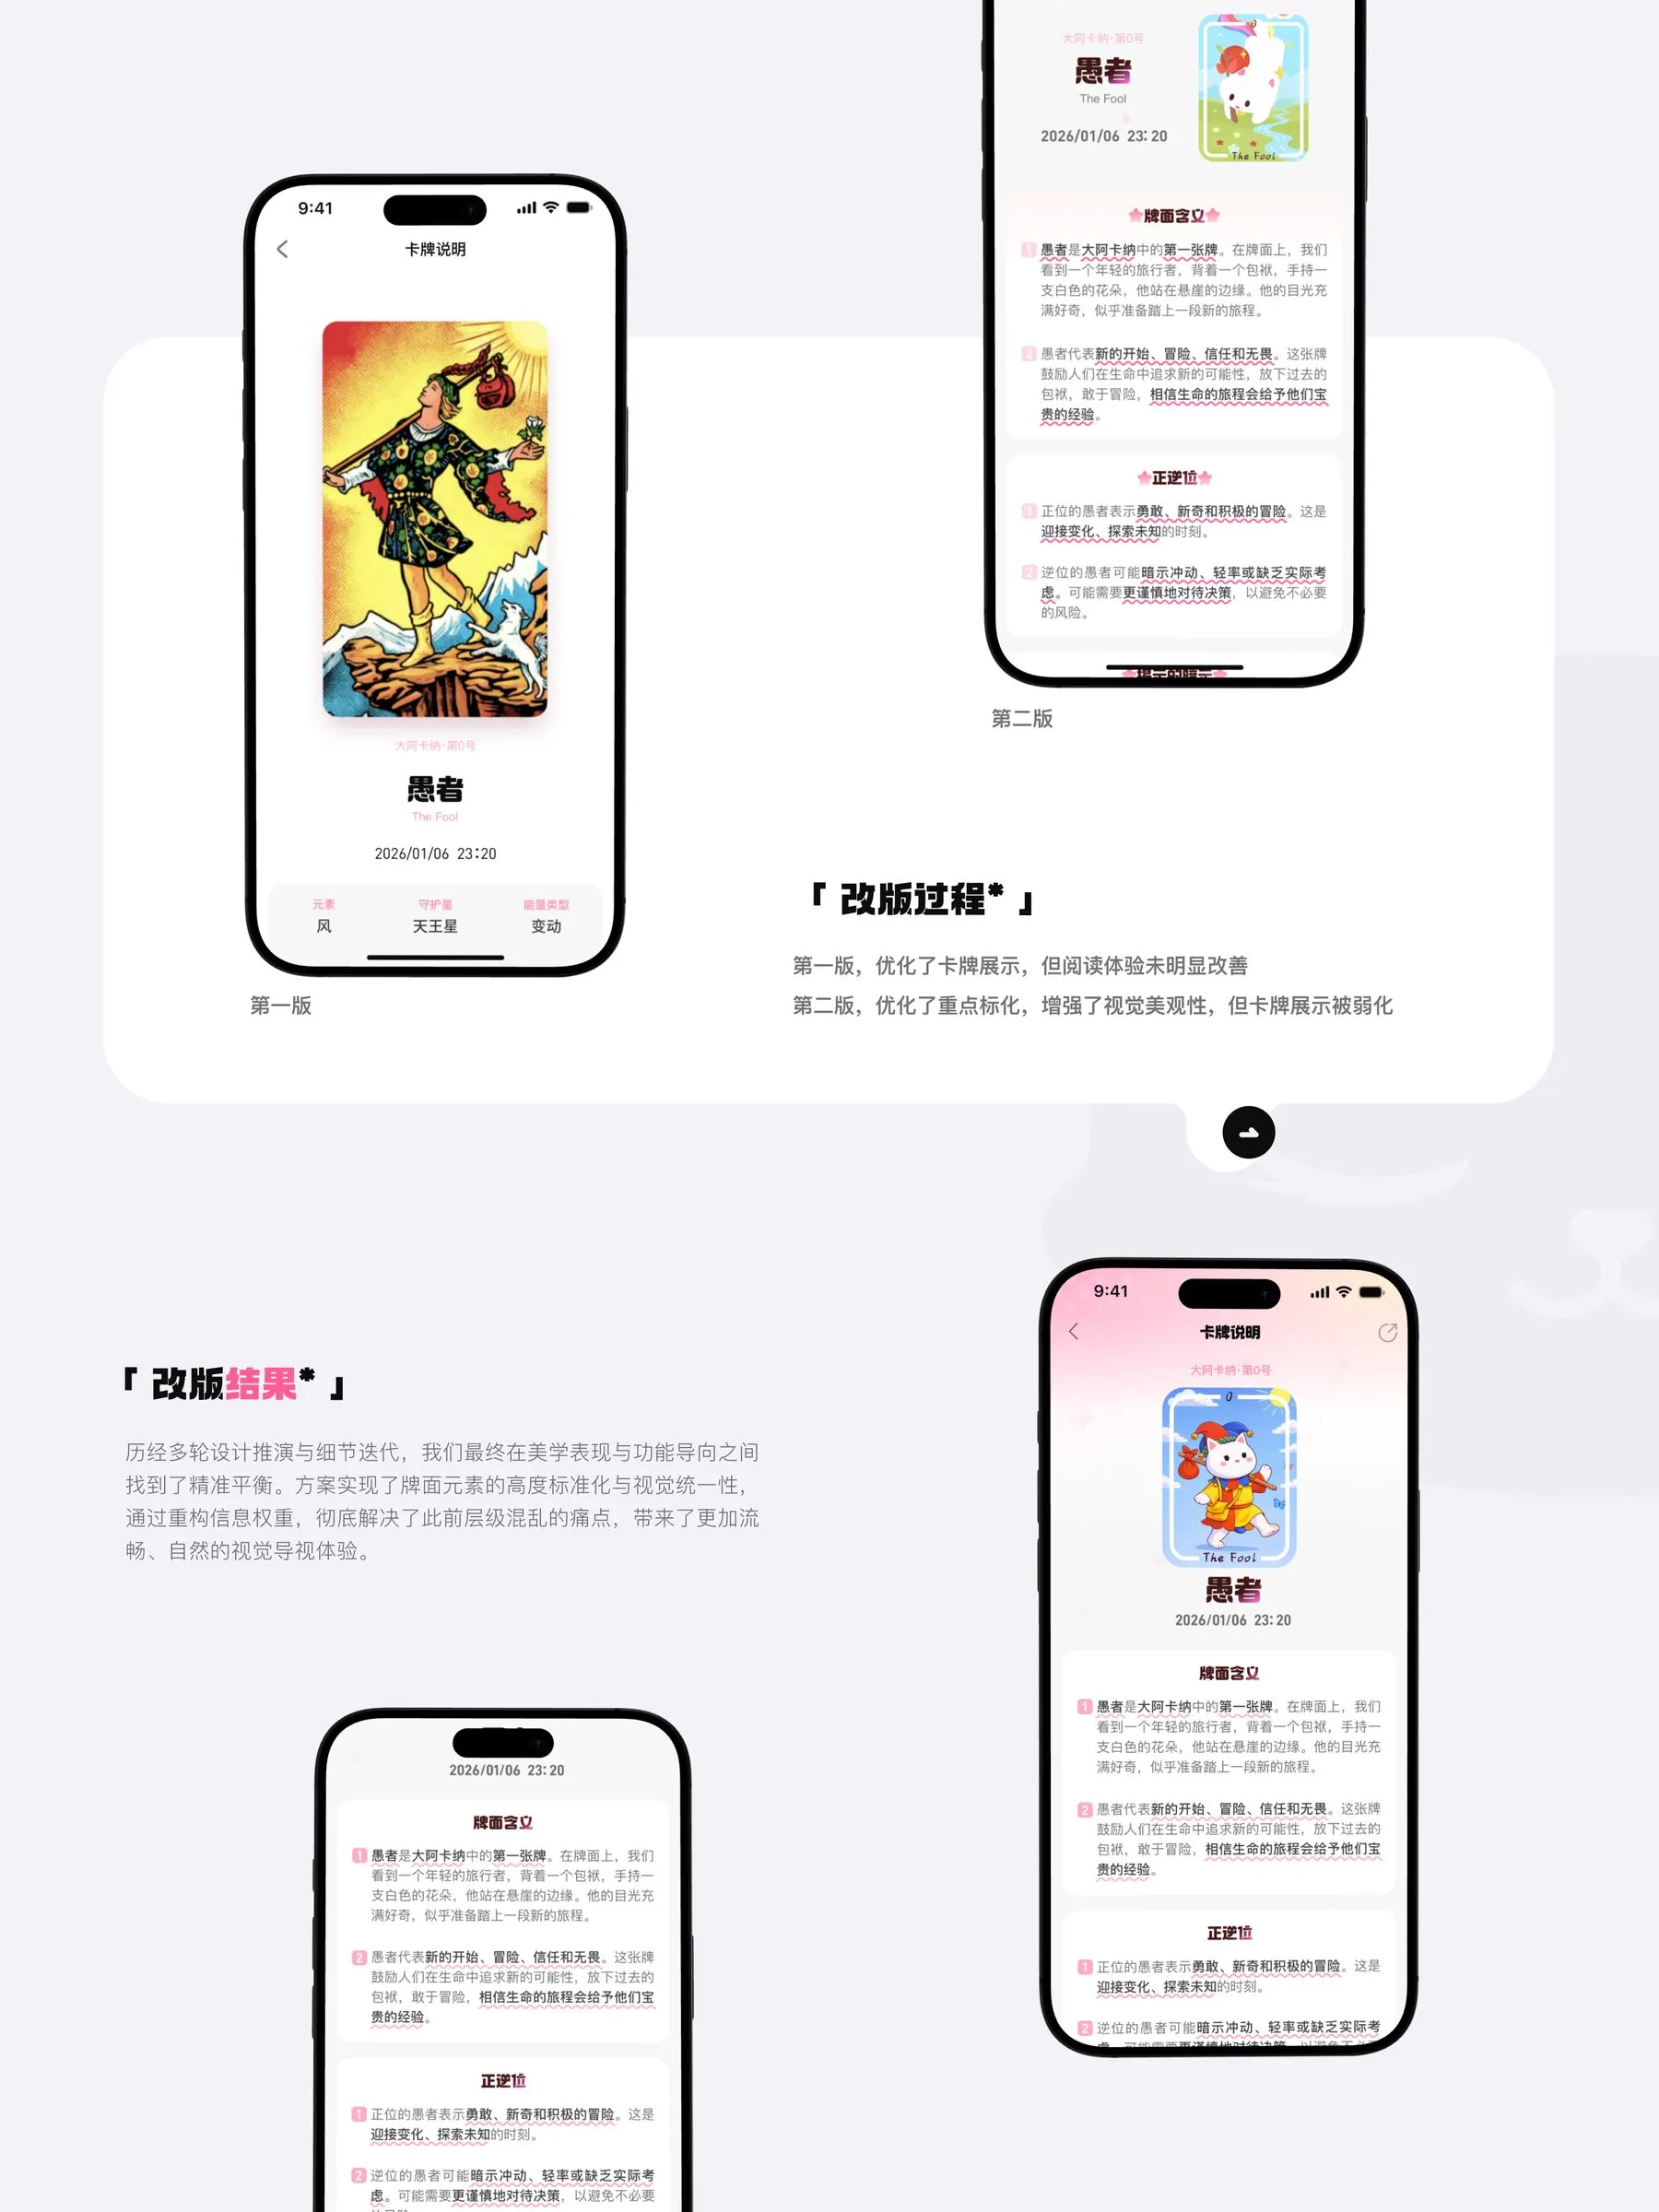 大阿卡纳·第0号
愚者
The Fool
2026/01/06 23:20
The Fool
牌面含义
1 愚者是大阿卡纳中的第一张牌。在牌面上，我们
看到一个年轻的旅行者，背着一个包袱，手持一
支白色的花朵，他站在悬崖的边缘。他的目光充
满好奇，似乎准备踏上一段新的旅程。
2 愚者代表新的开始、冒险、信任和无畏。这张牌
鼓励人们在生命中追求新的可能性，放下过去的
包袱，敢于冒险，相信生命的旅程会给予他们宝
贵的经验。
正逆位
1 正位的愚者表示勇敢、新奇和积极的冒险。这是
迎接变化、探索未知的时刻。
2 逆位的愚者可能暗示冲动、轻率或缺乏实际考
虑。可能需要更谨慎地对待决策，以避免不必要
的风险。
第二版
9:41
卡牌说明
大阿卡纳·第0号
愚者
The Fool
2026/01/06 23:20
元素 守护星 能量类型
风 天王星 变动
第一版
「 改版过程* 」
第一版，优化了卡牌展示，但阅读体验未明显改善
第二版，优化了重点标化，增强了视觉美观性，但卡牌展示被弱化
「 改版结果* 」
历经多轮设计推演与细节迭代，我们最终在美学表现与功能导向之间
找到了精准平衡。方案实现了牌面元素的高度标准化与视觉统一性，
通过重构信息权重，彻底解决了此前层级混乱的痛点，带来了更加流
畅、自然的视觉导视体验。
9:41
卡牌说明
大阿卡纳·第0号
0
The Fool
愚者
2026/01/06 23:20
牌面含义
1 愚者是大阿卡纳中的第一张牌。在牌面上，我们
看到一个年轻的旅行者，背着一个包袱，手持一
支白色的花朵，他站在悬崖的边缘。他的目光充
满好奇，似乎准备踏上一段新的旅程。
2 愚者代表新的开始、冒险、信任和无畏。这张牌
鼓励人们在生命中追求新的可能性，放下过去的
包袱，敢于冒险，相信生命的旅程会给予他们宝
贵的经验。
正逆位
1 正位的愚者表示勇敢、新奇和积极的冒险。这是
迎接变化、探索未知的时刻。
2 逆位的愚者可能暗示冲动、轻率或缺乏实际考
2026/01/06 23:20
牌面含义
1 愚者是大阿卡纳中的第一张牌。在牌面上，我们
看到一个年轻的旅行者，背着一个包袱，手持一
支白色的花朵，他站在悬崖的边缘。他的目光充
满好奇，似乎准备踏上一段新的旅程。
2 愚者代表新的开始、冒险、信任和无畏。这张牌
鼓励人们在生命中追求新的可能性，放下过去的
包袱，敢于冒险，相信生命的旅程会给予他们宝
贵的经验。
正逆位
1 正位的愚者表示勇敢、新奇和积极的冒险。这是
迎接变化、探索未知的时刻。
2 逆位的愚者可能暗示冲动、轻率或缺乏实际考
虑。可能需要更谨慎地对待决策，以避免不必要